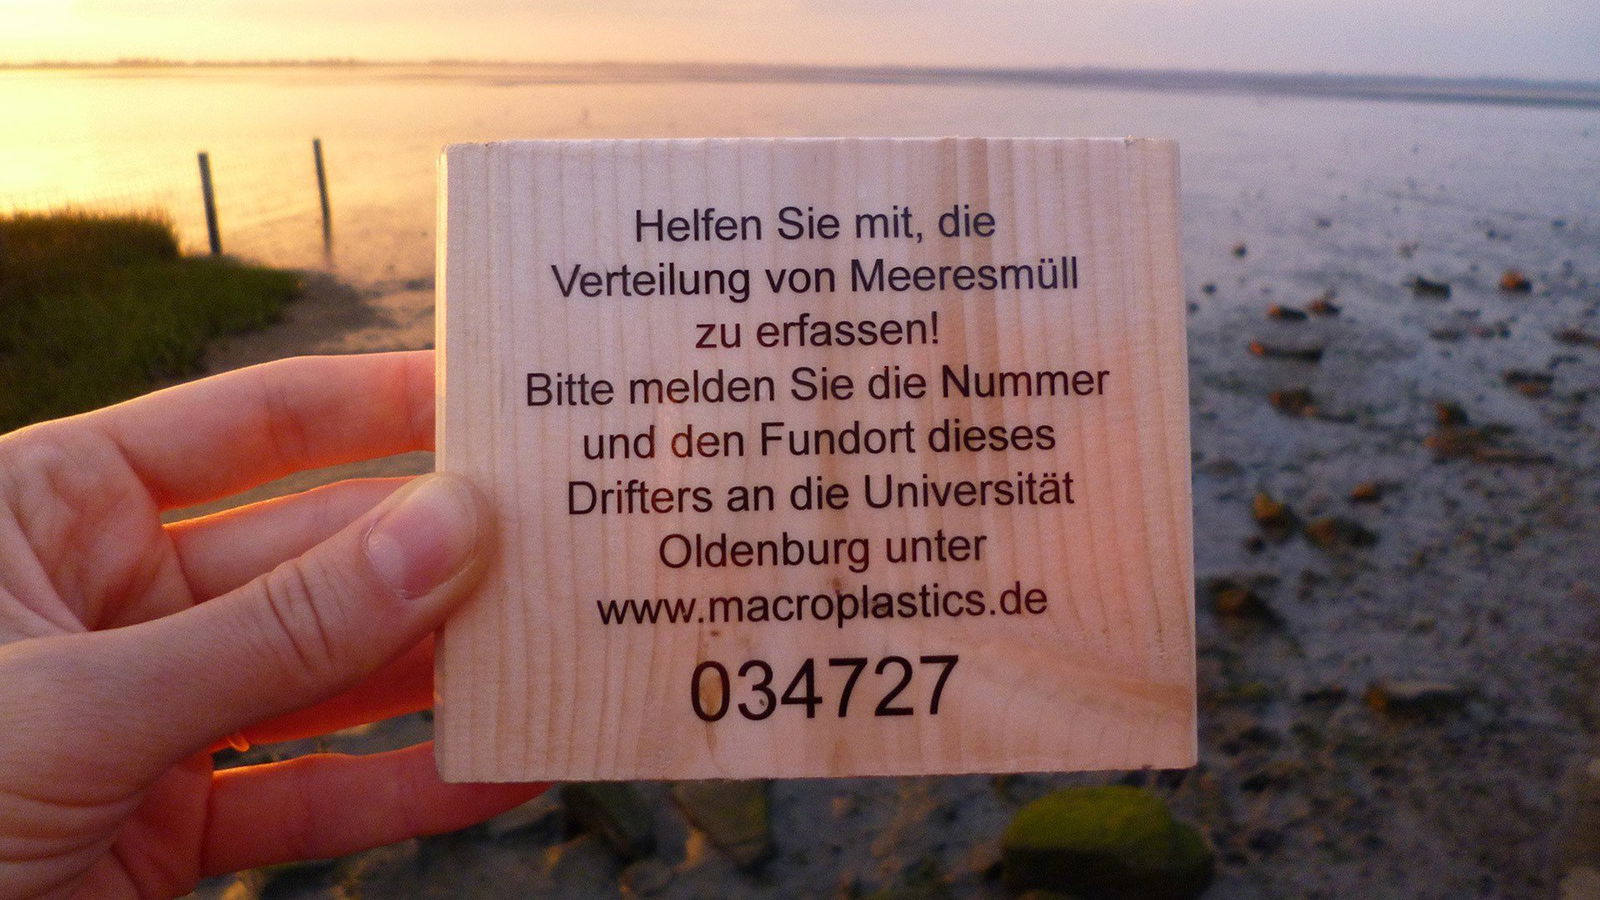 Helfen Sie mit, die
Verteilung von Meeresmüll
zu erfassen!
Bitte melden Sie die Nummer
und den Fundort dieses
Drifters an die Universität
Oldenburg unter
www.macroplastics.de
034727